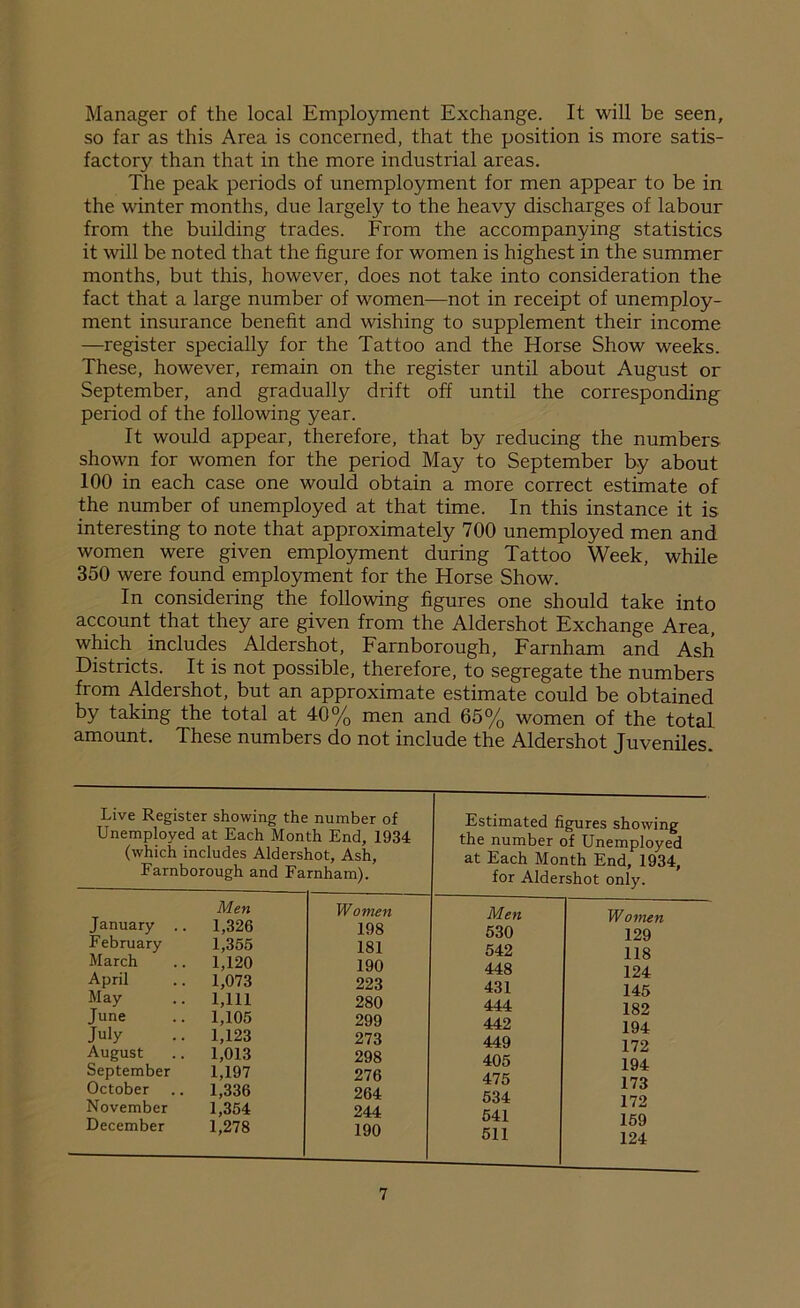 Manager of the local Employment Exchange. It will be seen,
so far as this Area is concerned, that the position is more satis-
factory than that in the more industrial areas.
The peak periods of unemployment for men appear to be in
the winter months, due largely to the heavy discharges of labour
from the building trades. From the accompanying statistics
it will be noted that the figure for women is highest in the summer
months, but this, however, does not take into consideration the
fact that a large number of women—not in receipt of unemploy-
ment insurance benefit and wishing to supplement their income
—register specially for the Tattoo and the Horse Show weeks.
These, however, remain on the register until about August or
September, and gradually drift off until the corresponding
period of the following year.
It would appear, therefore, that by reducing the numbers
shown for women for the period May to September by about
100 in each case one would obtain a more correct estimate of
the number of unemployed at that time. In this instance it is
interesting to note that approximately 700 unemployed men and
women were given employment during Tattoo Week, while
350 were found employment for the Horse Show.
In considering the following figures one should take into
account that they are given from the Aldershot Exchange Area,
which includes Aldershot, Farnborough, Farnham and Ash
Districts. It is not possible, therefore, to segregate the numbers
from Aldershot, but an approximate estimate could be obtained
by taking the total at 40% men and 65% women of the total
amount. These numbers do not include the Aldershot Juveniles.
Live Register showing the number of
Unemployed at Each Month End, 1934
(which includes Aldershot, Ash,
Farnborough and Farnham).
Estimated figures showing
the number of Unemployed
at Each Month End, 1934,
for Aldershot only.
Men Women Men Women
January .. 1,326 198 530 129
February 1,355 181 542 118
March .. 1,120 190 448 124
April .. 1,073 223 431 145
May .. 1,111 280 444 182
June .. 1,105 299 442 194
July .. 1,123 273 449 172
August .. 1,013 298 405 194
September 1,197 276 475 173
October .. 1,336 264 534 172
November 1,354 244 541 159
December 1,278 190 511 124
7